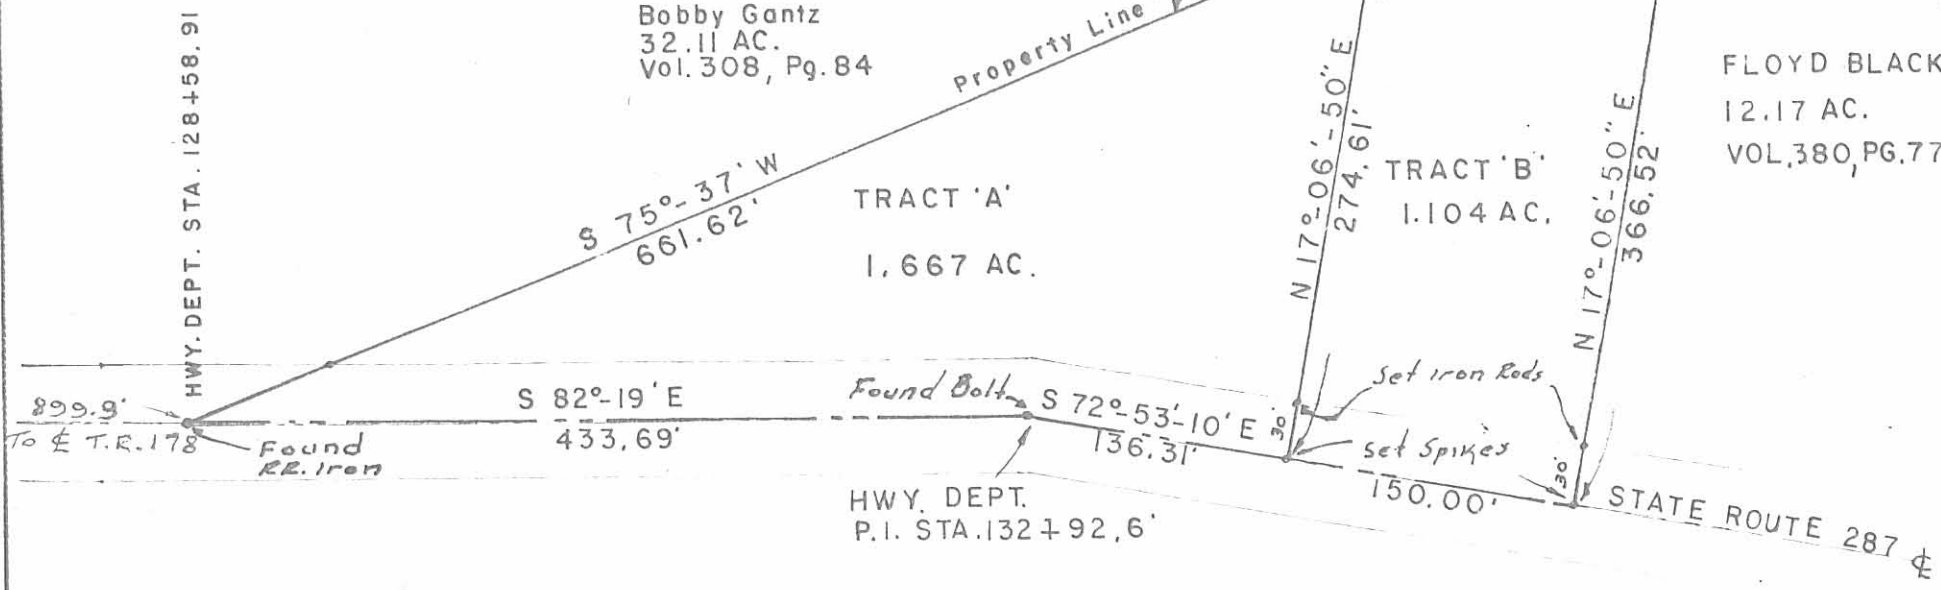 HWY. DEPT. STA. 128+58.91
Bobby Gantz
32.11 AC.
Vol. 308, Pg. 84
Property Line
FLOYD BLACK
12.17 AC.
VOL.380,PG.77
S 75°-37' W
661.62'
TRACT 'A'
1.667 AC.
N 17°-06'-50" E
274.61'
TRACT 'B'
1.104 AC.
N 17°-06'-50" E
366.52'
899.9'
To ℄ T.R.178
Found
RR. Iron
S 82°-19'E
433.69'
Found Bolt
S 72°-53'-10' E
136.31'
30'
Set Iron Rods
Set Spikes
150.00'
30'
HWY. DEPT.
P.I. STA.132+92.6'
STATE ROUTE 287 ℄